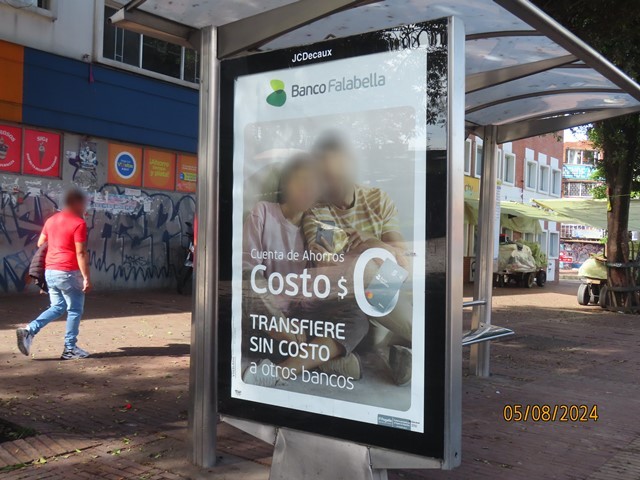 JCDecaux
Banco Falabella
Cuenta de Ahorros
Costo $ 0
TRANSFIERE
SIN COSTO
a otros bancos
05/08/2024